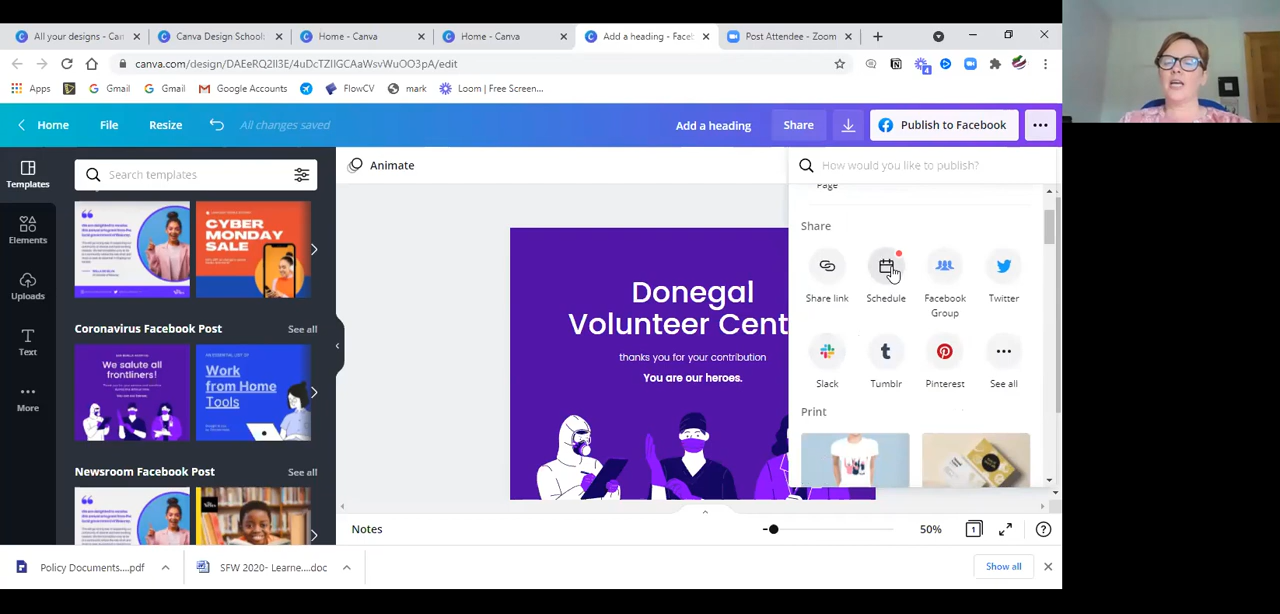 All your designs - Can
Canva Design School
Home - Canva
Home - Canva
Add a heading - Face
Post Attendee - Zoom
canva.com/design/DAEeRQ2II3E/4uDcTZIIGCAaWsvWuOO3pA/edit
4
Apps
Gmail
Gmail
Google Accounts
FlowCV
mark
Loom | Free Screen...
Home
File
Resize
All changes saved
Add a heading
Share
Publish to Facebook
Templates
Elements
Uploads
Text
More
Search templates
CYBER
MONDAY
SALE
Coronavirus Facebook Post
See all
We salute all
frontliners!
Work
from Home
Tools
Newsroom Facebook Post
See all
Animate
Donegal
Volunteer Cent
thanks you for your contribution
You are our heroes.
How would you like to publish?
Page
Share
Share link
Schedule
Facebook
Group
Twitter
Slack
Tumblr
Pinterest
See all
Print
Notes
50%
1
Policy Documents....pdf
SFW 2020- Learne....doc
Show all